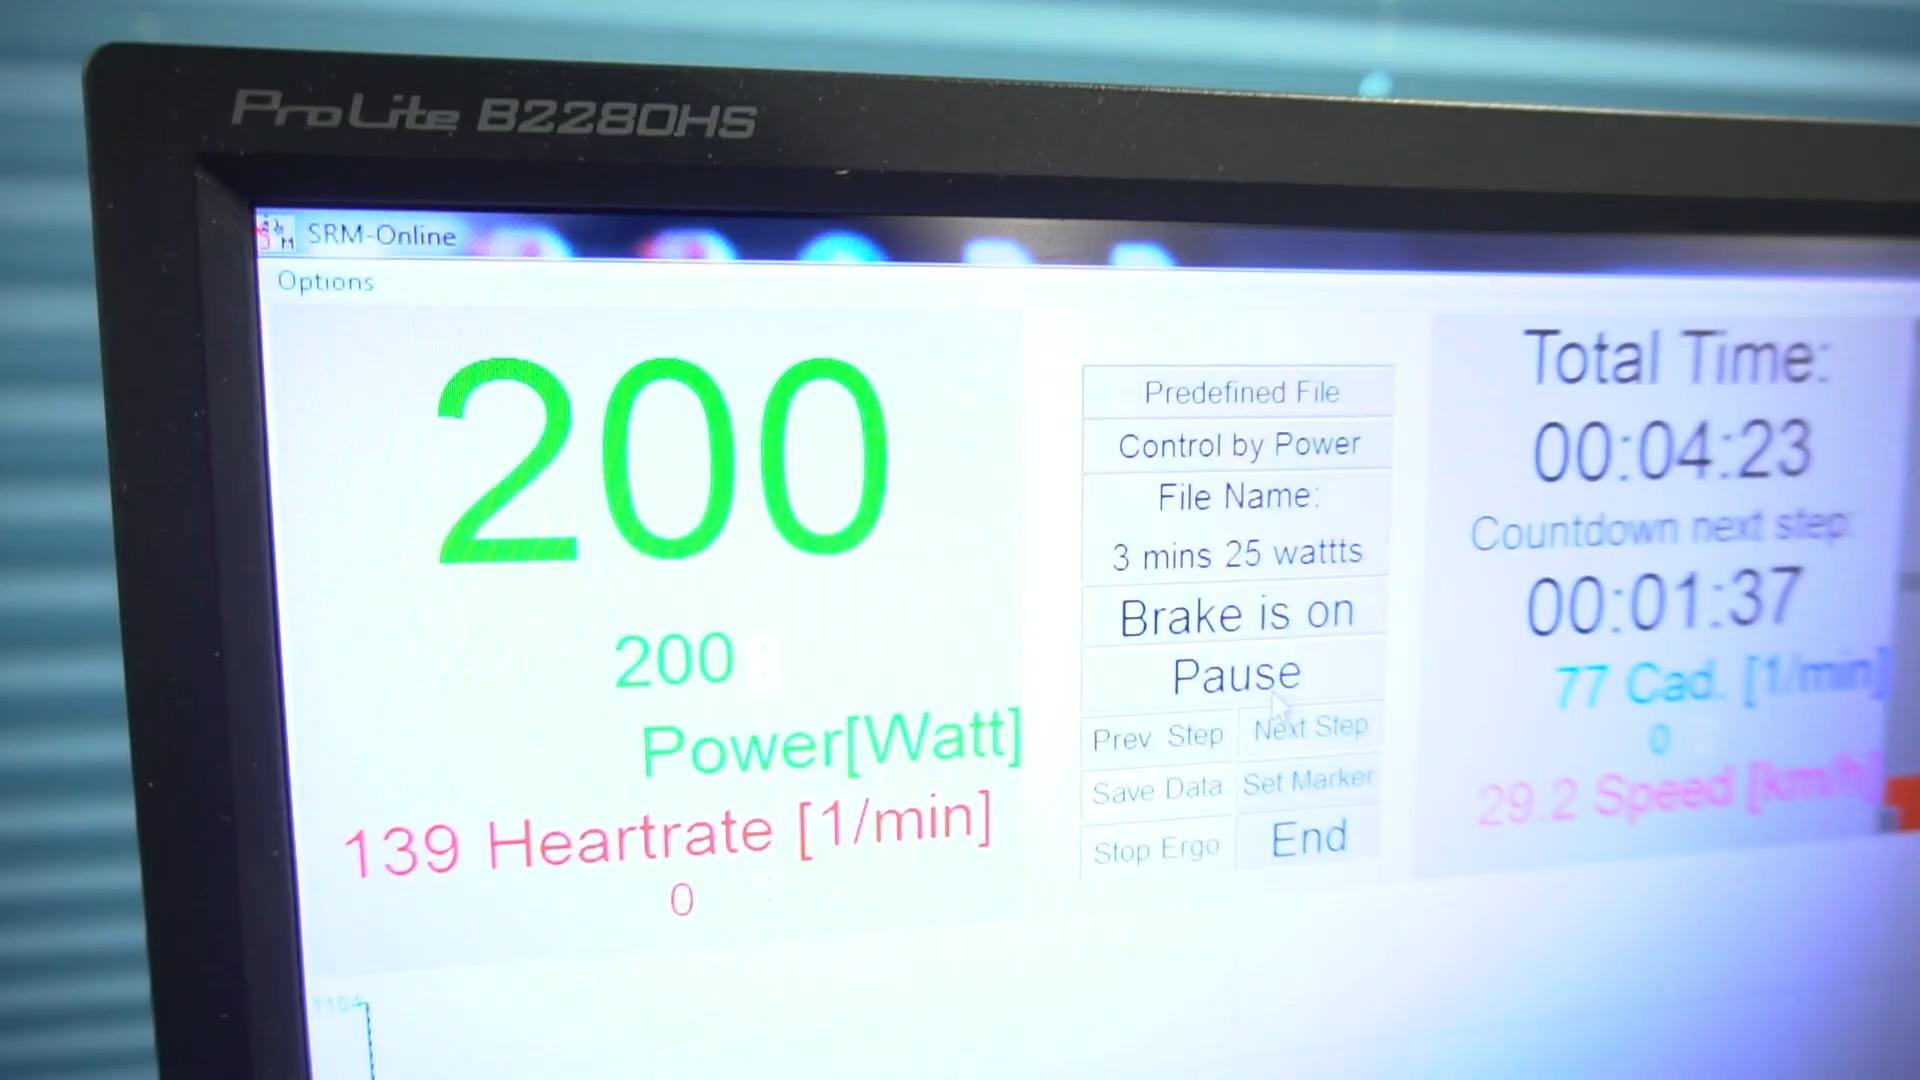 ProLite B2280HS
SRM-Online
Options
200
200
Power[Watt]
139 Heartrate [1/min]
0
1104
Predefined File
Control by Power
File Name:
3 mins 25 wattts
Brake is on
Pause
Prev. Step
Next Step
Save Data
Set Marker
Stop Ergo
End
Total Time:
00:04:23
Countdown next step:
00:01:37
77 Cad. [1/min]
0
29.2 Speed [km/h]